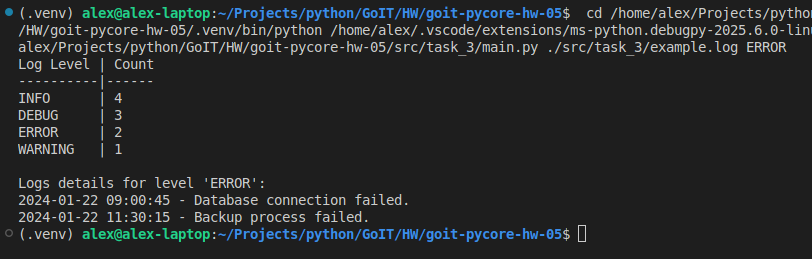 (.venv) alex@alex-laptop:~/Projects/python/GoIT/HW/goit-pycore-hw-05$  cd /home/alex/Projects/python
/HW/goit-pycore-hw-05/.venv/bin/python /home/alex/.vscode/extensions/ms-python.debugpy-2025.6.0-linu
alex/Projects/python/GoIT/HW/goit-pycore-hw-05/src/task_3/main.py ./src/task_3/example.log ERROR
Log Level | Count
----------|------
INFO      | 4
DEBUG     | 3
ERROR     | 2
WARNING   | 1

Logs details for level 'ERROR':
2024-01-22 09:00:45 - Database connection failed.
2024-01-22 11:30:15 - Backup process failed.
(.venv) alex@alex-laptop:~/Projects/python/GoIT/HW/goit-pycore-hw-05$